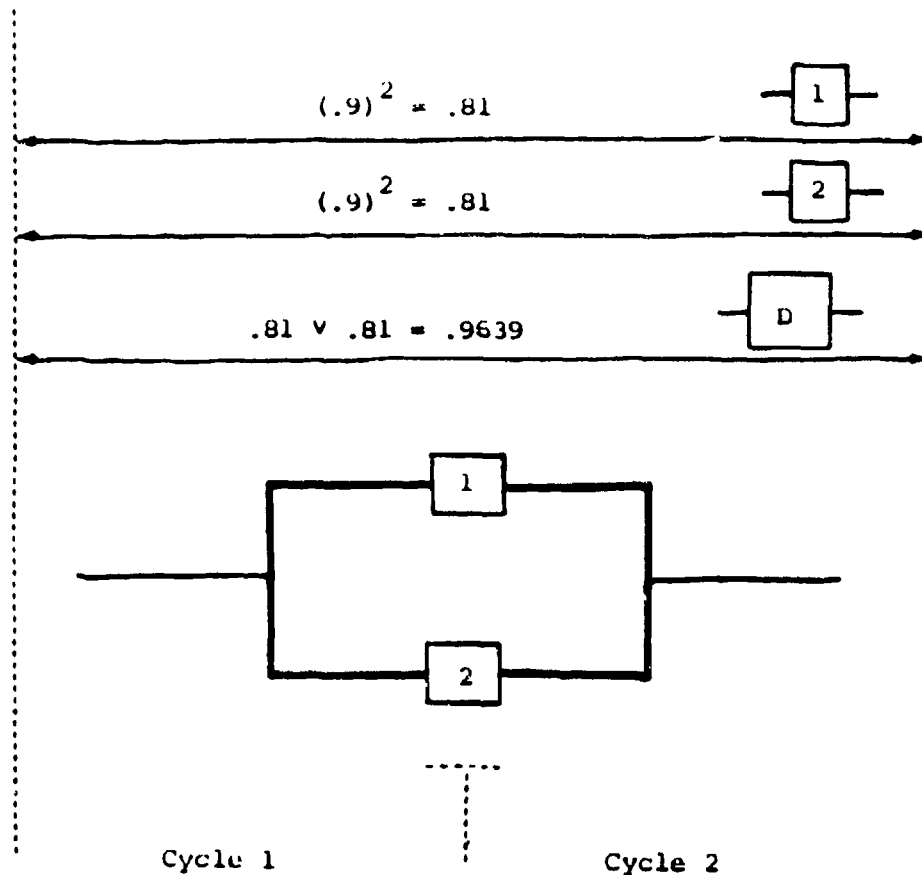 (.9)² = .81
1
(.9)² = .81
2
.81 v .81 = .9639
D
1
2
Cycle 1
Cycle 2